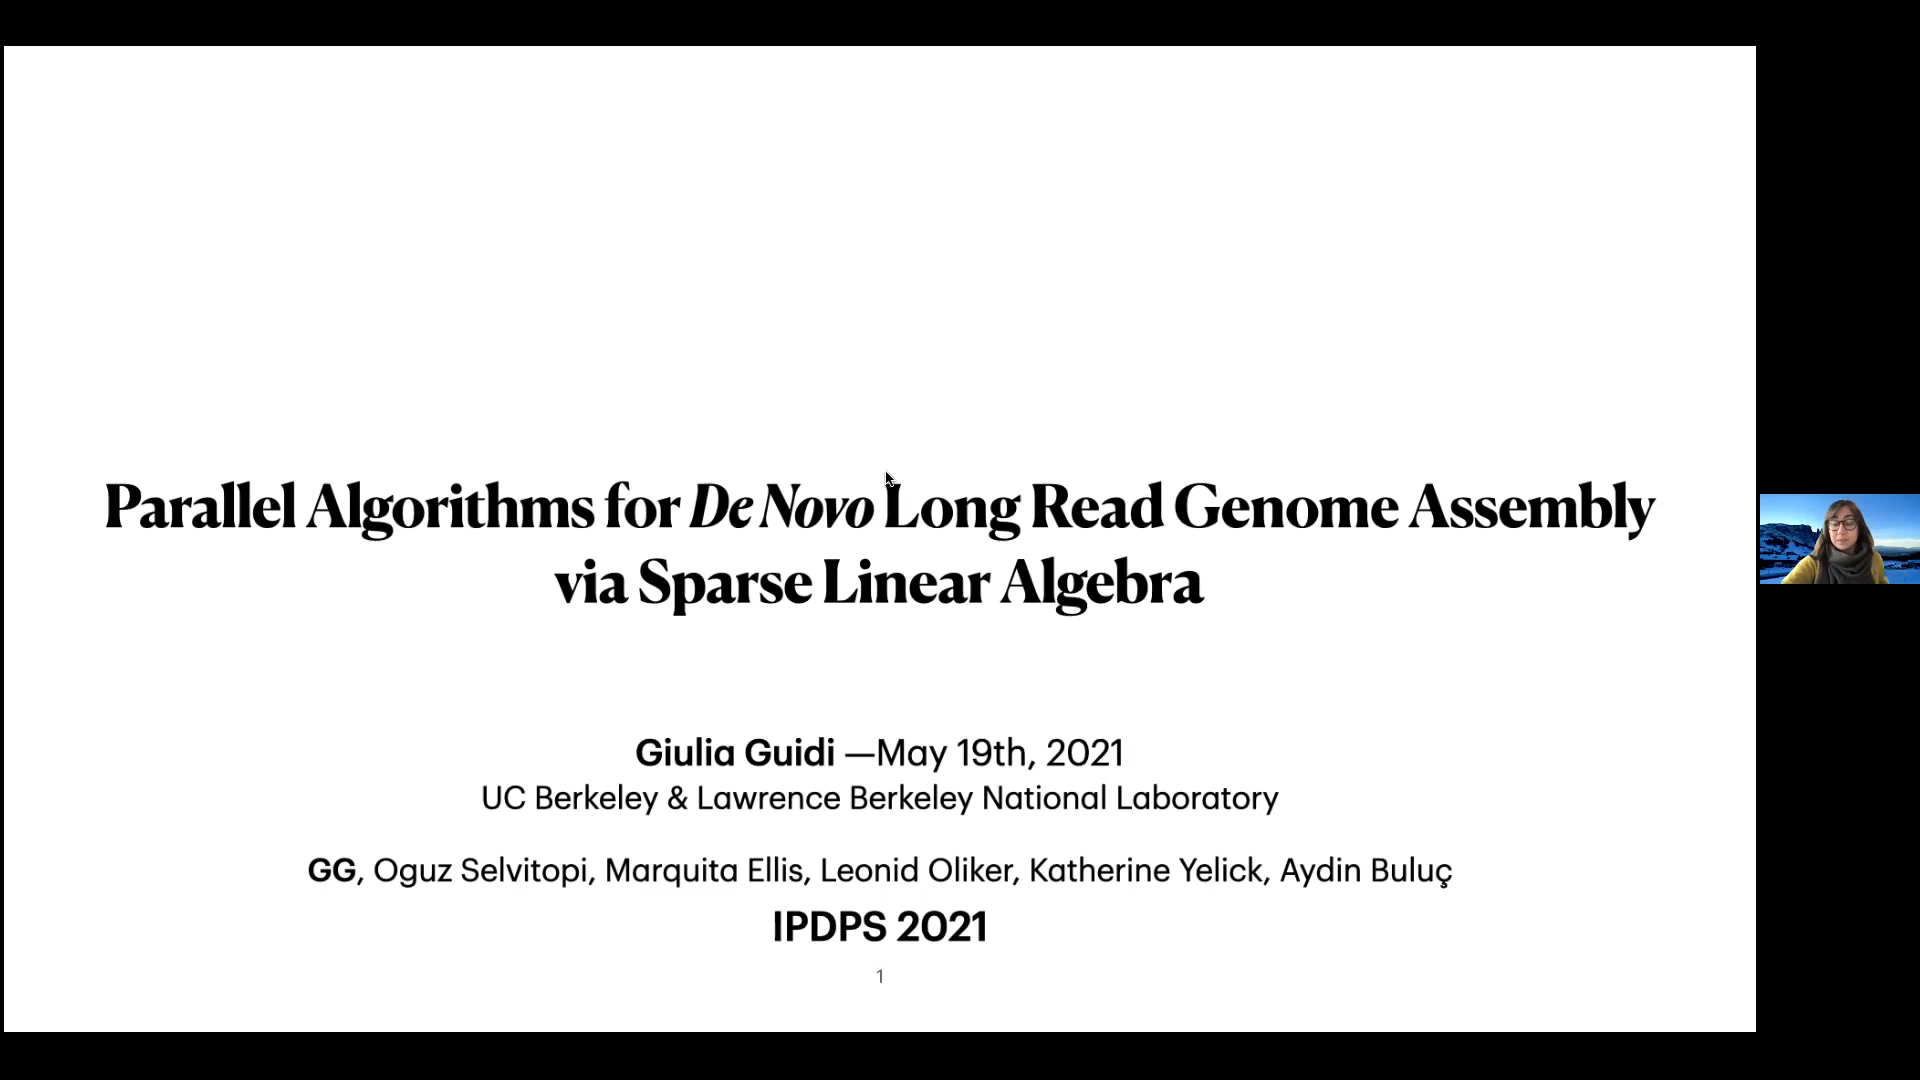 Parallel Algorithms for De Novo Long Read Genome Assembly
via Sparse Linear Algebra
Giulia Guidi —May 19th, 2021
UC Berkeley & Lawrence Berkeley National Laboratory
GG, Oguz Selvitopi, Marquita Ellis, Leonid Oliker, Katherine Yelick, Aydin Buluç
IPDPS 2021
1